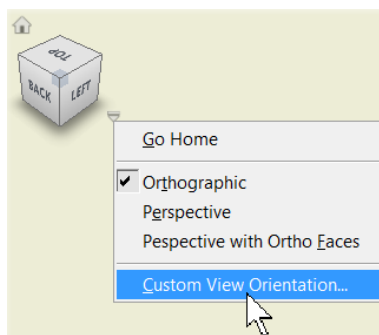 TOP
BACK
LEFT
Go Home
Orthographic
Perspective
Pespective with Ortho Faces
Custom View Orientation...